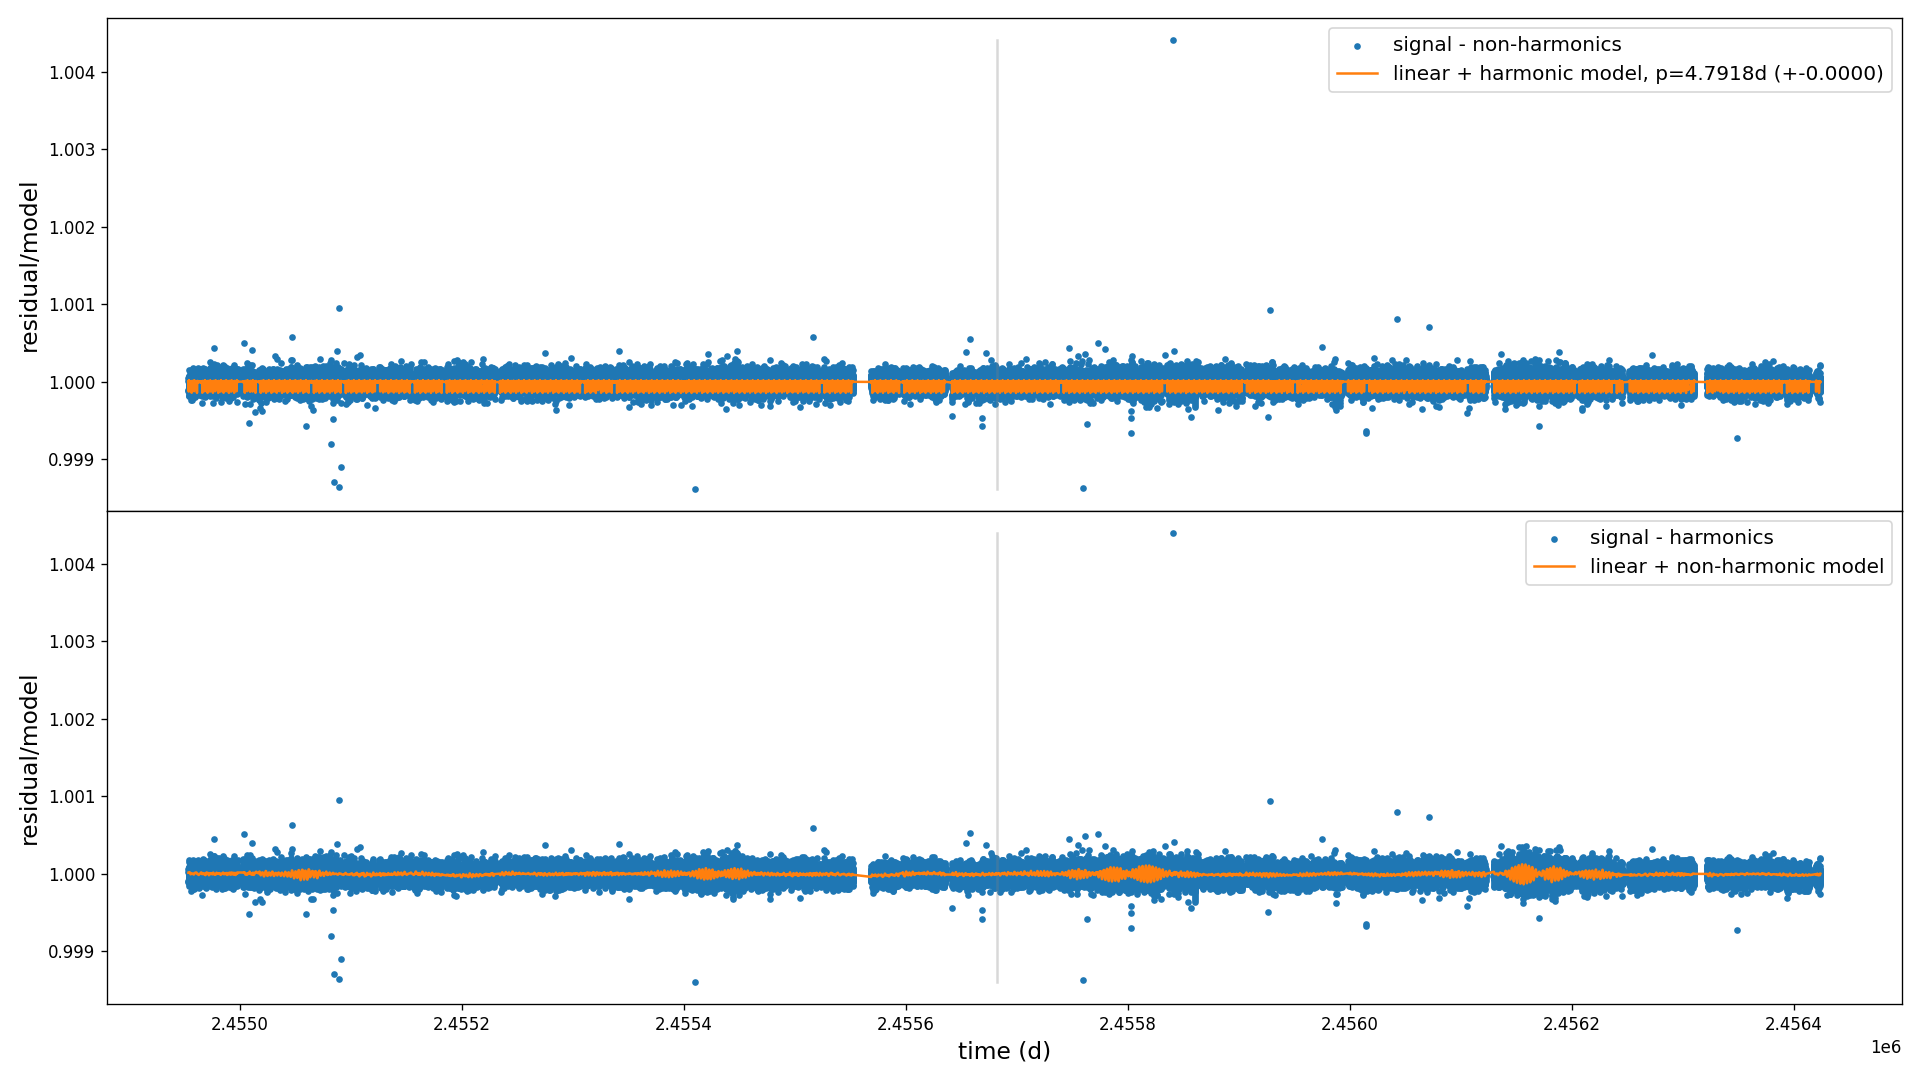 signal - non-harmonics
linear + harmonic model, p=4.7918d (+-0.0000)
1.004
1.003
1.002
1.001
1.000
0.999
residual/model
signal - harmonics
linear + non-harmonic model
1.004
1.003
1.002
1.001
1.000
0.999
residual/model
2.4550
2.4552
2.4554
2.4556
2.4558
2.4560
2.4562
2.4564
1e6
time (d)